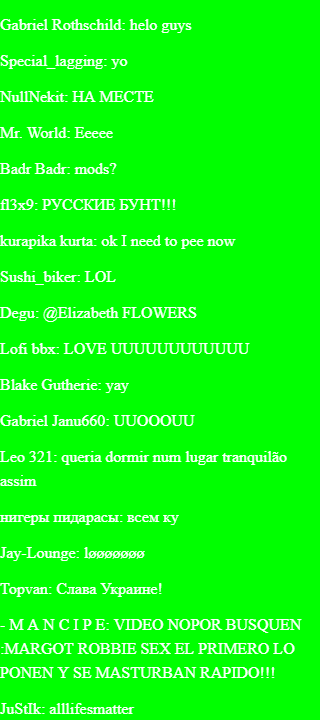 Gabriel Rothschild: helo guys
Special_lagging: yo
NullNekit: НА МЕСТЕ
Mr. World: Eeeee
Badr Badr: mods?
fl3x9: РУССКИЕ БУНТ!!!
kurapika kurta: ok I need to pee now
Sushi_biker: LOL
Degu: @Elizabeth FLOWERS
Lofi bbx: LOVE UUUUUUUUUUUU
Blake Gutherie: yay
Gabriel Janu660: UUOOOUU
Leo 321: queria dormir num lugar tranquilão
assim
нигеры пидарасы: всем ку
Jay-Lounge: løøøøøøø
Topvan: Слава Украине!
- M A N C I P E: VIDEO NOPOR BUSQUEN
:MARGOT ROBBIE SEX EL PRIMERO LO
PONEN Y SE MASTURBAN RAPIDO!!!
JuStIk: alllifesmatter